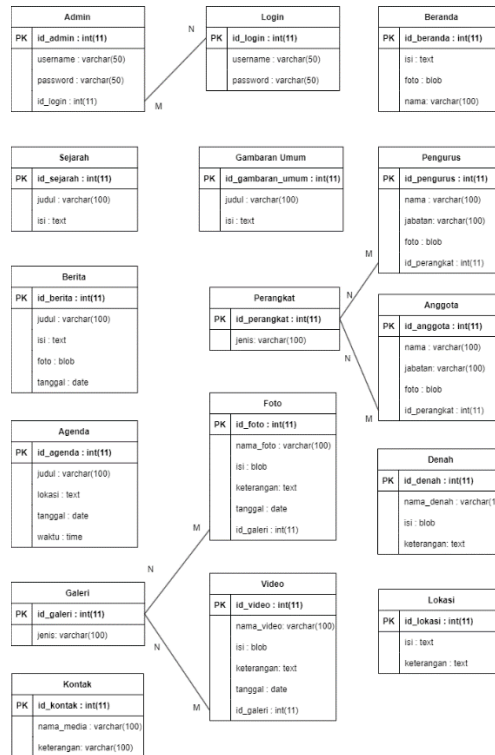 Admin
PK id_admin : int(11)
username : varchar(50)
password : varchar(50)
id_login : int(11)
N
M
Login
PK id_login : int(11)
username : varchar(50)
password : varchar(50)
Beranda
PK id_beranda : int(11)
isi : text
foto : blob
nama: varchar(100)
Sejarah
PK id_sejarah : int(11)
judul : varchar(100)
isi : text
Gambaran Umum
PK id_gambaran_umum : int(11)
judul : varchar(100)
isi : text
Pengurus
PK id_pengurus : int(11)
nama : varchar(100)
jabatan: varchar(100)
foto : blob
id_perangkat : int(11)
Berita
PK id_berita : int(11)
judul : varchar(100)
isi : text
foto : blob
tanggal : date
Perangkat
PK id_perangkat : int(11)
jenis: varchar(100)
M
N
N
M
Anggota
PK id_anggota : int(11)
nama : varchar(100)
jabatan: varchar(100)
foto : blob
id_perangkat : int(11)
Agenda
PK id_agenda : int(11)
judul : varchar(100)
lokasi : text
tanggal : date
waktu : time
Foto
PK id_foto : int(11)
nama_foto : varchar(100)
isi : blob
keterangan: text
tanggal : date
id_galeri : int(11)
Denah
PK id_denah : int(11)
nama_denah : varchar(1
isi : blob
keterangan: text
Galeri
PK id_galeri : int(11)
jenis: varchar(100)
M
N
N
M
Video
PK id_video : int(11)
nama_video: varchar(100)
isi : blob
keterangan: text
tanggal : date
id_galeri : int(11)
Lokasi
PK id_lokasi : int(11)
isi : text
keterangan : text
Kontak
PK id_kontak : int(11)
nama_media : varchar(100)
keterangan: varchar(100)